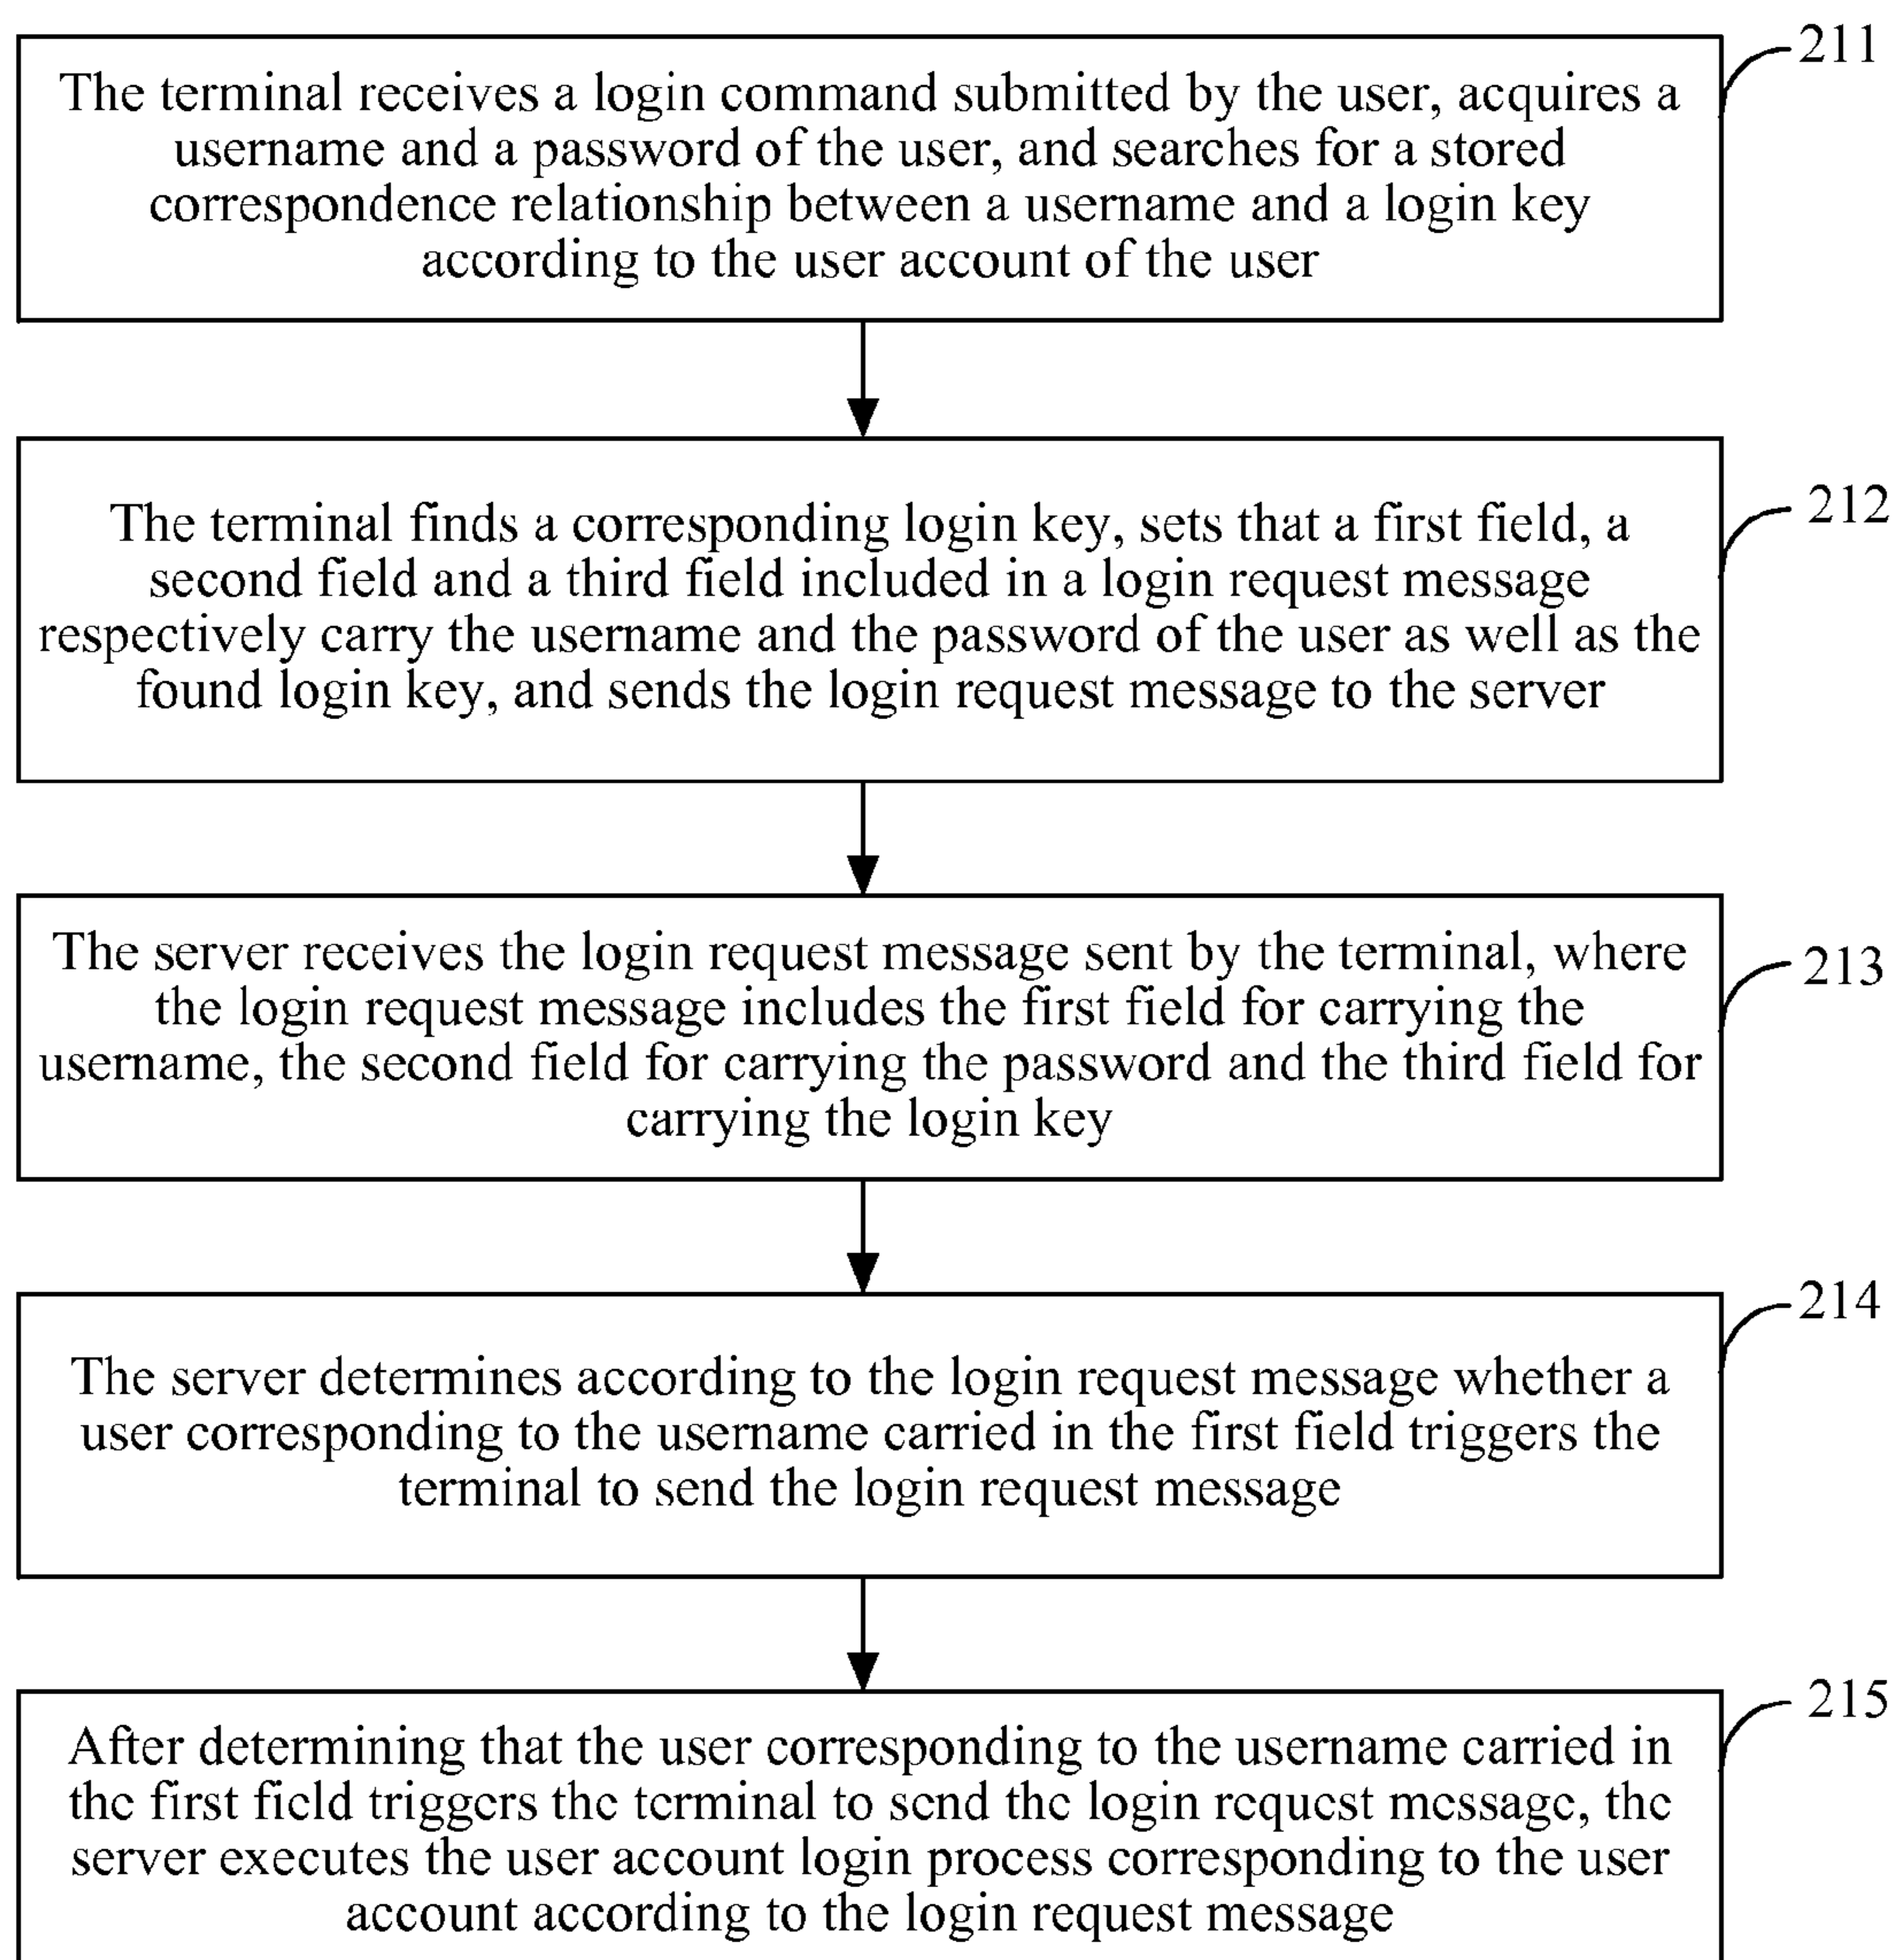 211
The terminal receives a login command submitted by the user, acquires a
username and a password of the user, and searches for a stored
correspondence relationship between a username and a login key
according to the user account of the user
212
The terminal finds a corresponding login key, sets that a first field, a
second field and a third field included in a login request message
respectively carry the username and the password of the user as well as the
found login key, and sends the login request message to the server
213
The server receives the login request message sent by the terminal, where
the login request message includes the first field for carrying the
username, the second field for carrying the password and the third field for
carrying the login key
214
The server determines according to the login request message whether a
user corresponding to the username carried in the first field triggers the
terminal to send the login request message
215
After determining that the user corresponding to the username carried in
the first field triggers the terminal to send the login request message, the
server executes the user account login process corresponding to the user
account according to the login request message